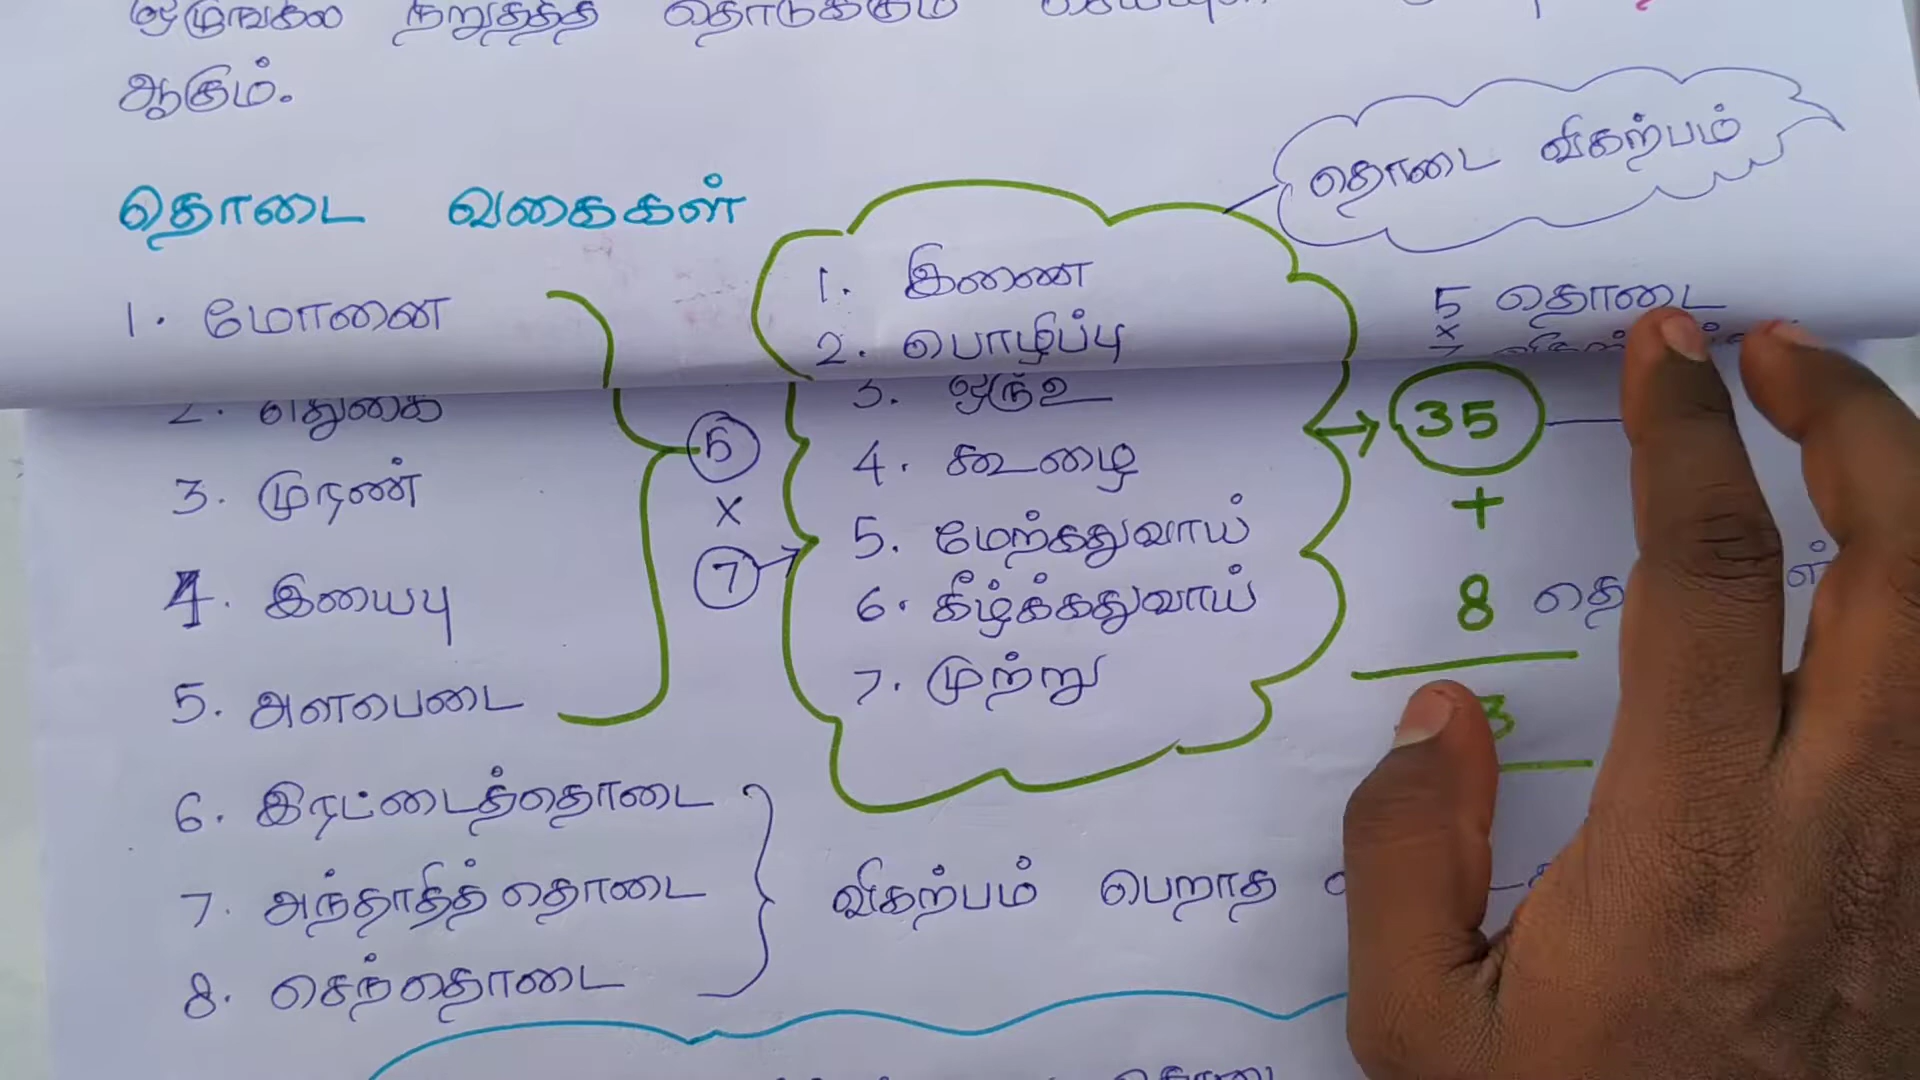 ஆகும்.
தொடை வகைகள்
1. மோனை
2. எதுகை
3. முரண்
4. இயைபு
5. அளபெடை
6. இரட்டைத்தொடை
7. அந்தாதித் தொடை
8. செந்தொடை
5
x
7
1. இணை
2. பொழிப்பு
3. ஒரூஉ
4. கூழை
5. மேற்கதுவாய்
6. கீழ்க்கதுவாய்
7. முற்று
தொடை விகற்பம்
5 தொடை
x
35
+
8
விகற்பம் பெறாத
தொடை